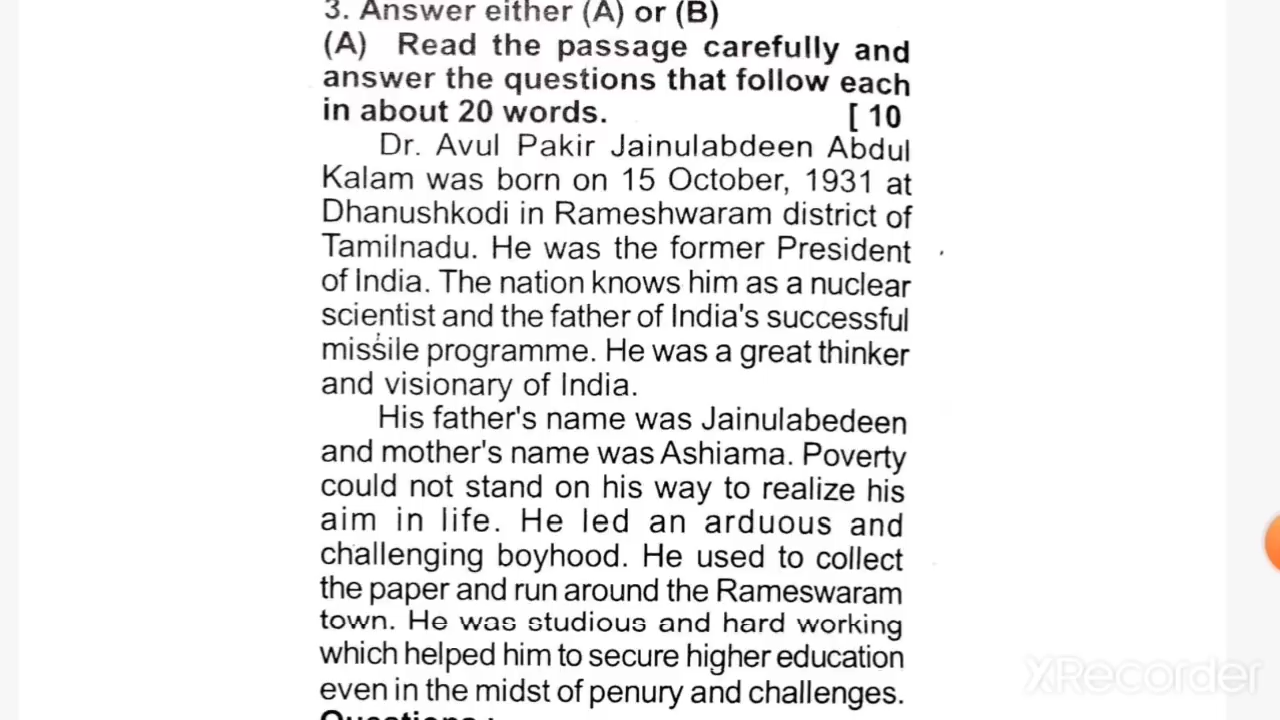 3. Answer either (A) or (B)
(A) Read the passage carefully and
answer the questions that follow each
in about 20 words. [ 10
Dr. Avul Pakir Jainulabdeen Abdul
Kalam was born on 15 October, 1931 at
Dhanushkodi in Rameshwaram district of
Tamilnadu. He was the former President
of India. The nation knows him as a nuclear
scientist and the father of India's successful
missile programme. He was a great thinker
and visionary of India.
His father's name was Jainulabedeen
and mother's name was Ashiama. Poverty
could not stand on his way to realize his
aim in life. He led an arduous and
challenging boyhood. He used to collect
the paper and run around the Rameswaram
town. He was studious and hard working
which helped him to secure higher education
even in the midst of penury and challenges.
Questions :
XRecorder